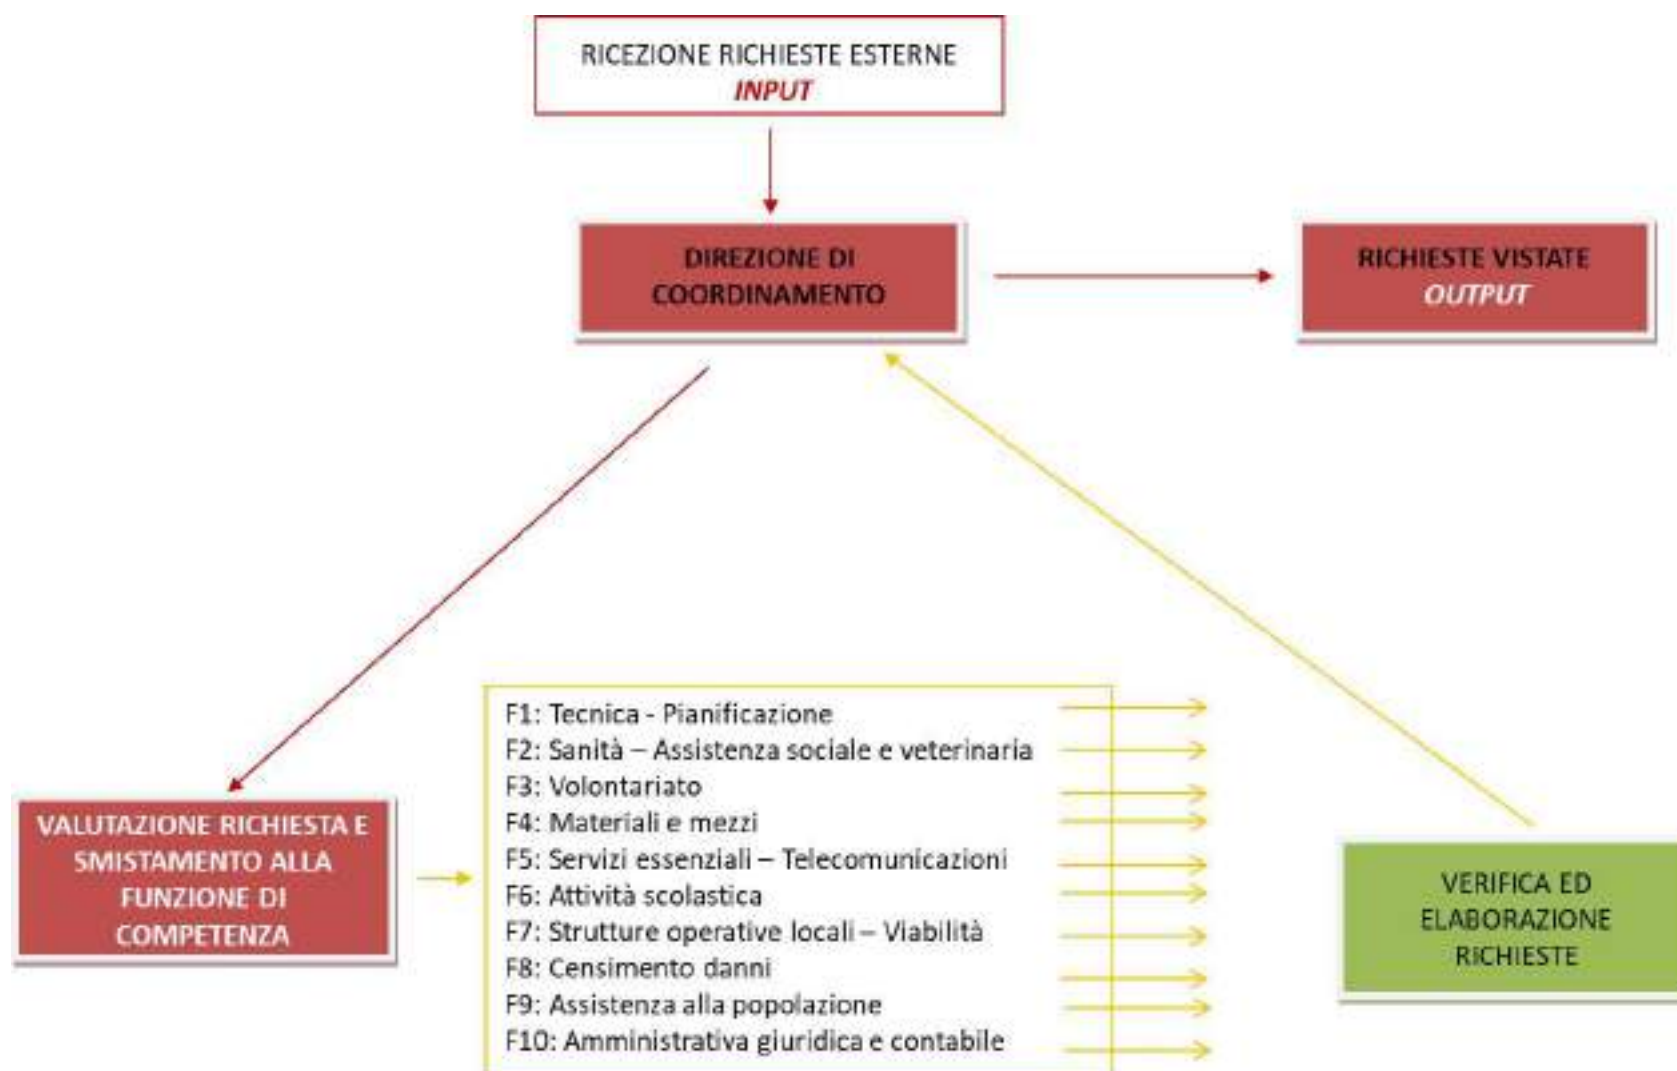 RICEZIONE RICHIESTE ESTERNE
INPUT
DIREZIONE DI
COORDINAMENTO
RICHIESTE VISTATE
OUTPUT
VALUTAZIONE RICHIESTA E
SMISTAMENTO ALLA
FUNZIONE DI
COMPETENZA
F1: Tecnica - Pianificazione
F2: Sanità – Assistenza sociale e veterinaria
F3: Volontariato
F4: Materiali e mezzi
F5: Servizi essenziali – Telecomunicazioni
F6: Attività scolastica
F7: Strutture operative locali – Viabilità
F8: Censimento danni
F9: Assistenza alla popolazione
F10: Amministrativa giuridica e contabile
VERIFICA ED
ELABORAZIONE
RICHIESTE